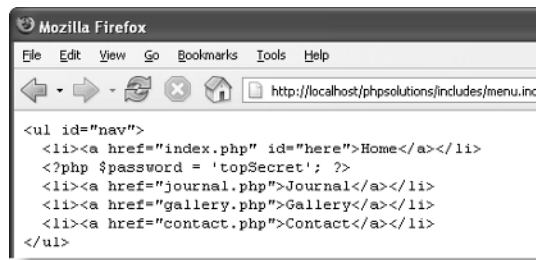 Mozilla Firefox
File Edit View Go Bookmarks Tools Help
http://localhost/phpsolutions/includes/menu.inc
<ul id="nav">
  <li><a href="index.php" id="here">Home</a></li>
  <?php $password = 'topSecret'; ?>
  <li><a href="journal.php">Journal</a></li>
  <li><a href="gallery.php">Gallery</a></li>
  <li><a href="contact.php">Contact</a></li>
</ul>